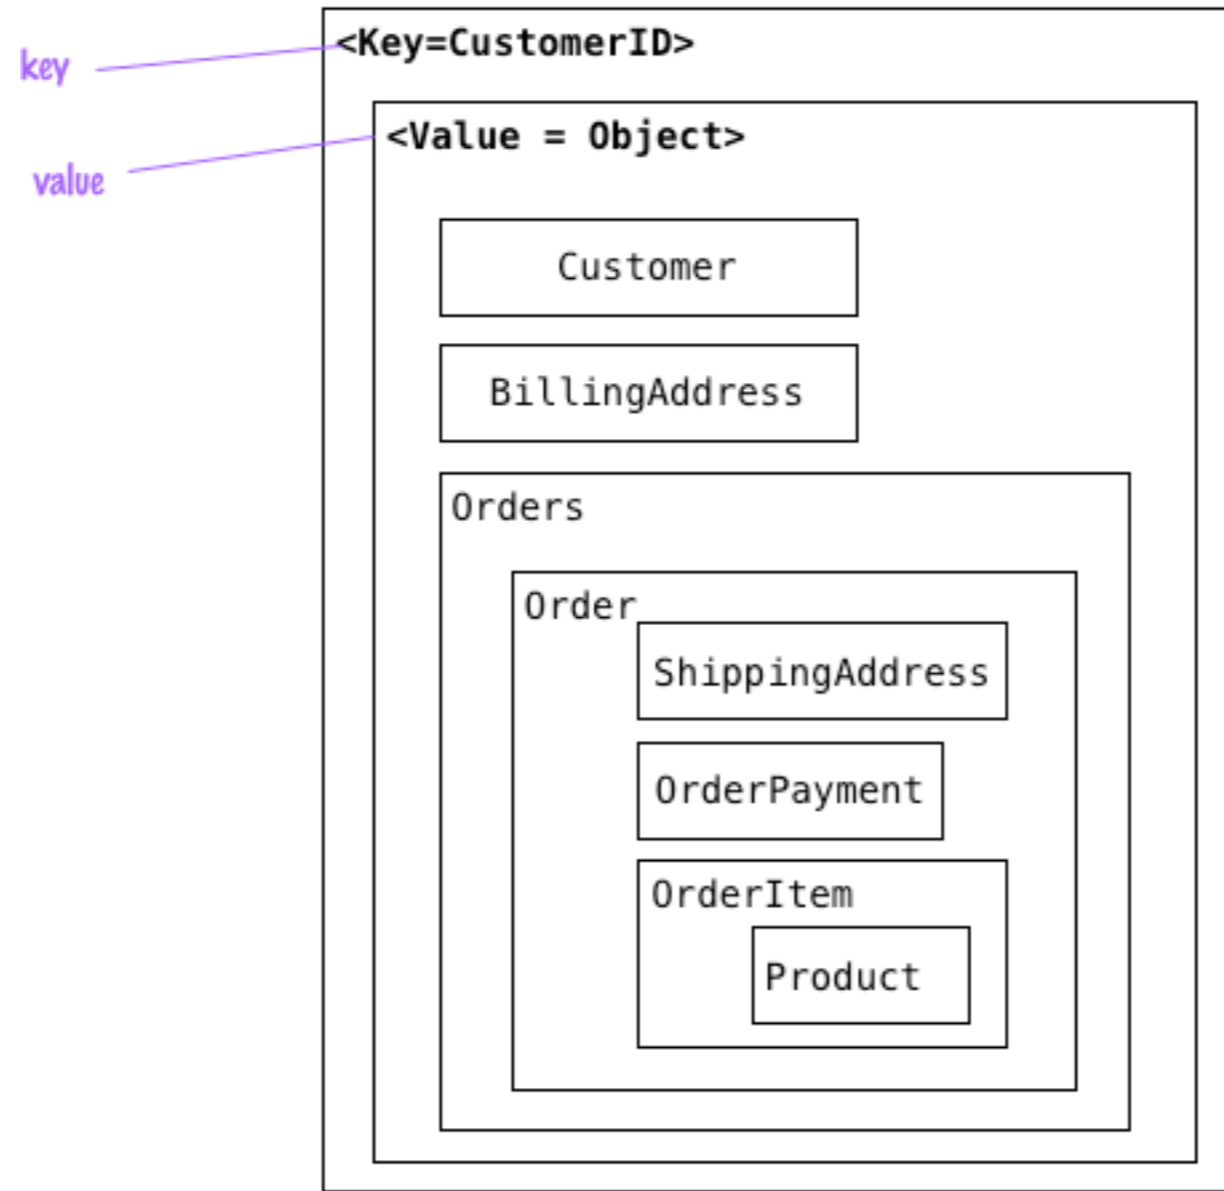 key
<Key=CustomerID>
value
<Value = Object>
Customer
BillingAddress
Orders
Order
ShippingAddress
OrderPayment
OrderItem
Product